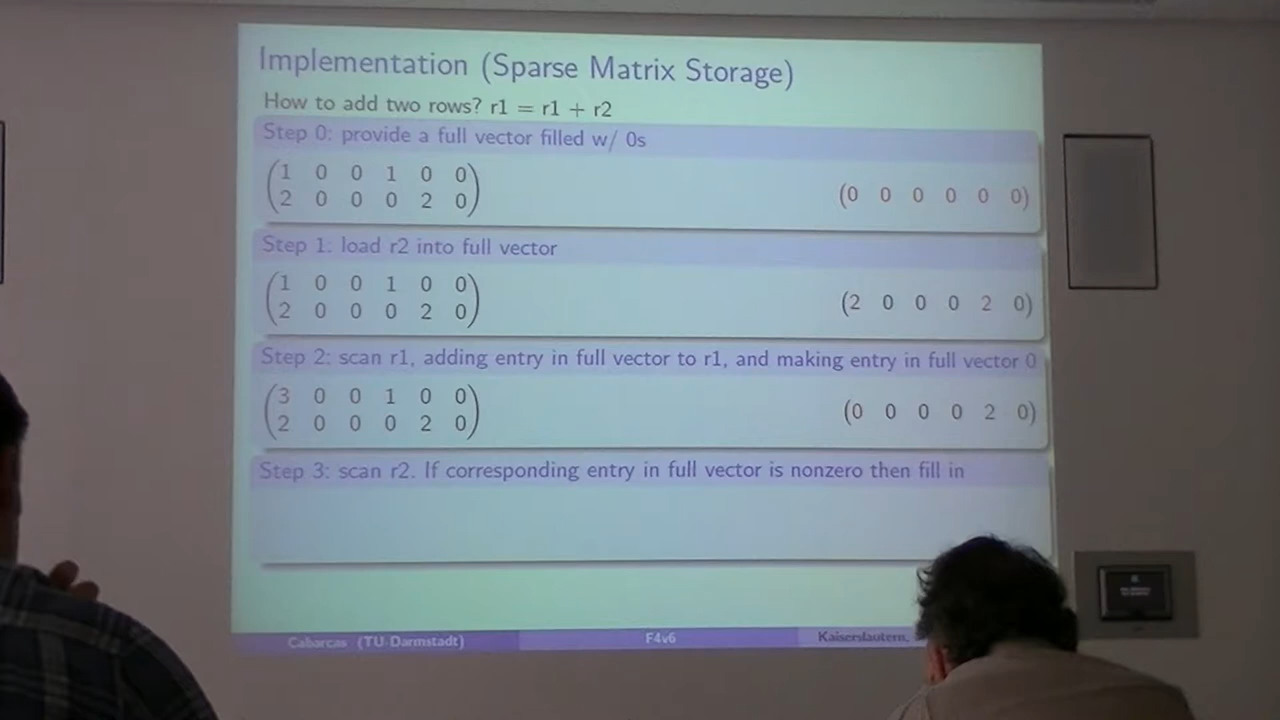 Implementation (Sparse Matrix Storage)
How to add two rows? r1 = r1 + r2
Step 0: provide a full vector filled w/ 0s
(1 0 0 1 0 0
2 0 0 0 2 0) (0 0 0 0 0 0)
Step 1: load r2 into full vector
(1 0 0 1 0 0
2 0 0 0 2 0) (2 0 0 0 2 0)
Step 2: scan r1, adding entry in full vector to r1, and making entry in full vector 0
(3 0 0 1 0 0
2 0 0 0 2 0) (0 0 0 0 2 0)
Step 3: scan r2. If corresponding entry in full vector is nonzero then fill in
Cabarcas (TU-Darmstadt) F4v6 Kaiserslautern,